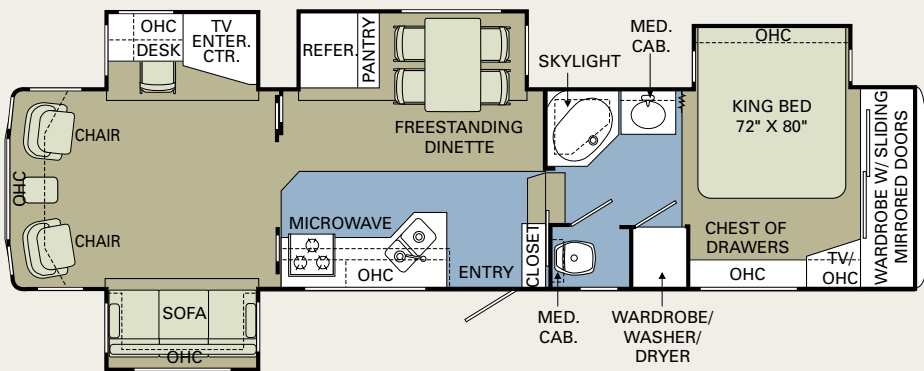 OHC
DESK
TV
ENTER.
CTR.
REFER.
PANTRY
SKYLIGHT
MED.
CAB.
OHC
KING BED
72" X 80"
WARDROBE W/ SLIDING
MIRRORED DOORS
CHAIR
OHC
CHAIR
FREESTANDING
DINETTE
MICROWAVE
OHC
ENTRY
CLOSET
CHEST OF
DRAWERS
OHC
TV/
OHC
SOFA
OHC
MED.
CAB.
WARDROBE/
WASHER/
DRYER